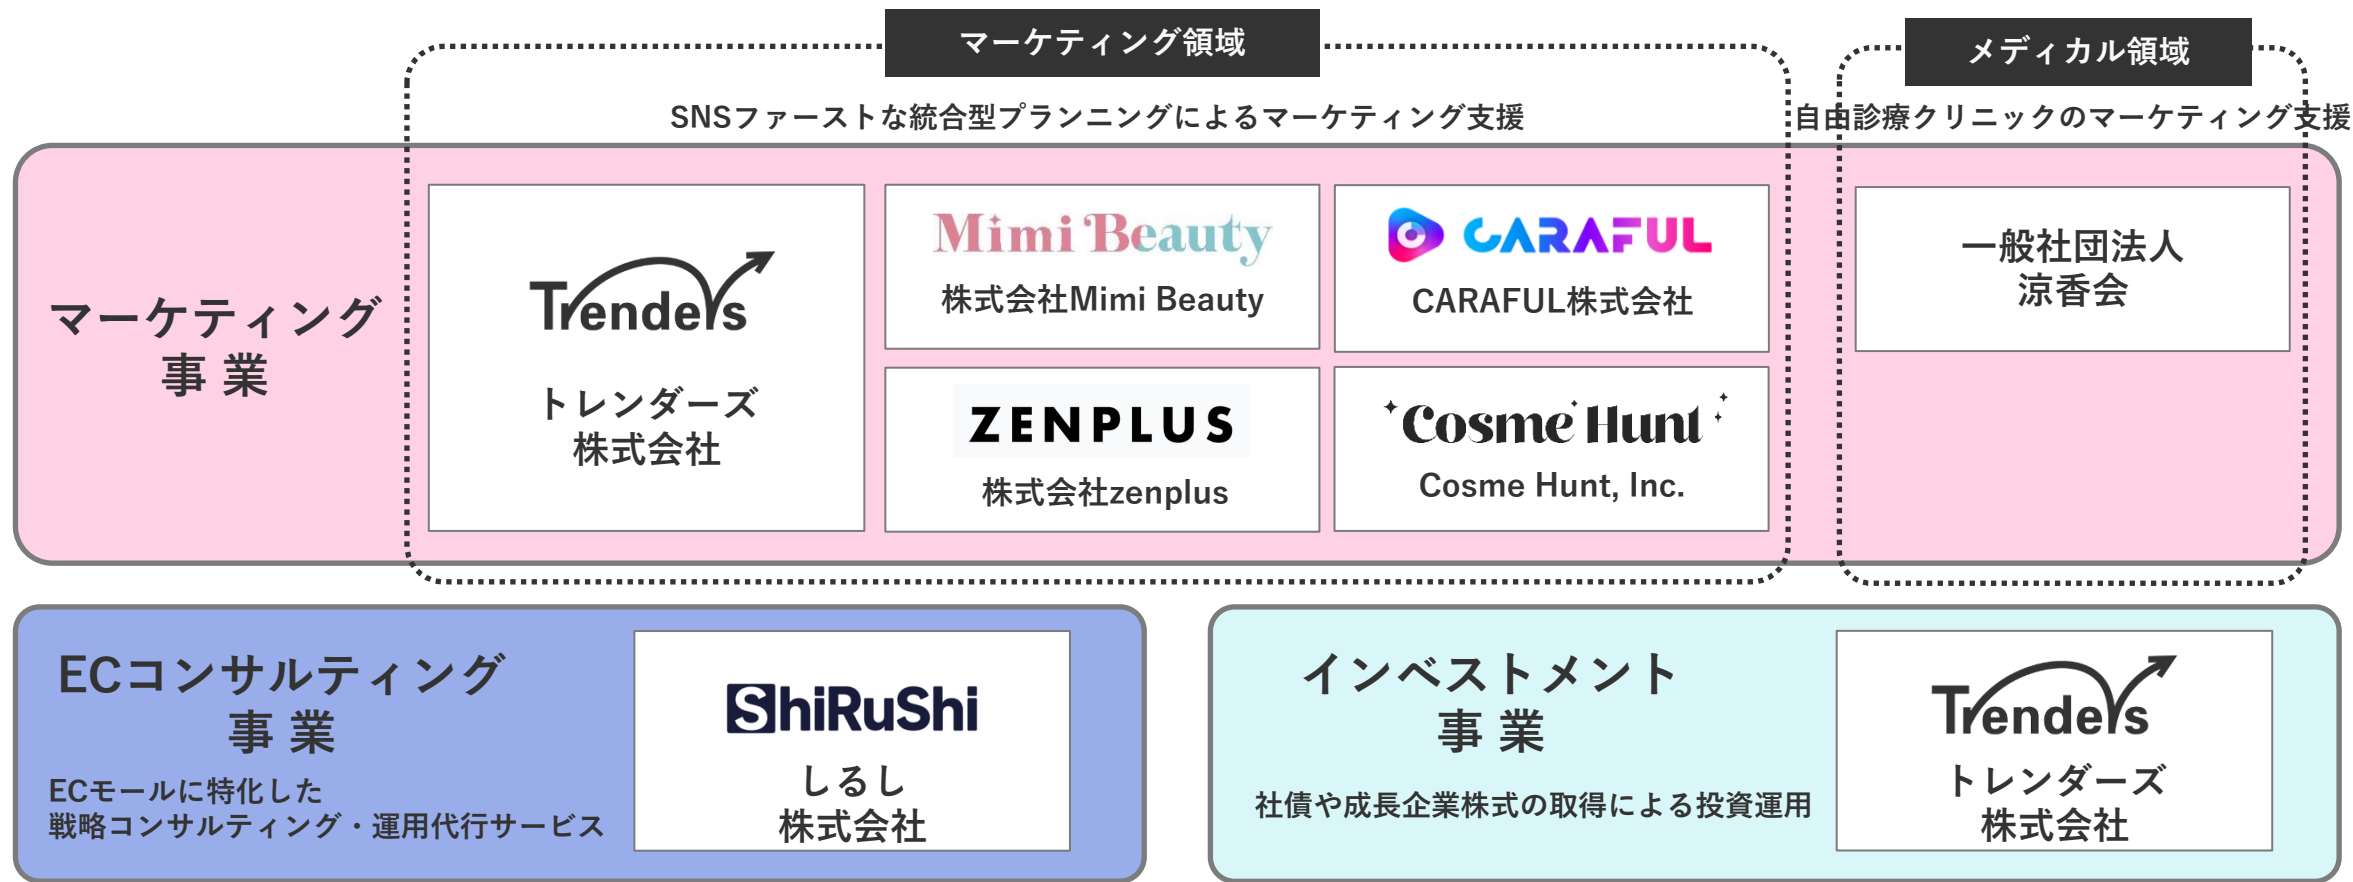 マーケティング領域
メディカル領域
SNSファーストな統合型プランニングによるマーケティング支援
自由診療クリニックのマーケティング支援
マーケティング
事 業
Trenders
トレンダーズ
株式会社
Mimi Beauty
株式会社Mimi Beauty
CARAFUL
CARAFUL株式会社
ZENPLUS
株式会社zenplus
Cosme Hunt
Cosme Hunt, Inc.
一般社団法人
涼香会
ECコンサルティング
事 業
ECモールに特化した
戦略コンサルティング・運用代行サービス
ShiRuShi
しるし
株式会社
インベストメント
事 業
社債や成長企業株式の取得による投資運用
Trenders
トレンダーズ
株式会社